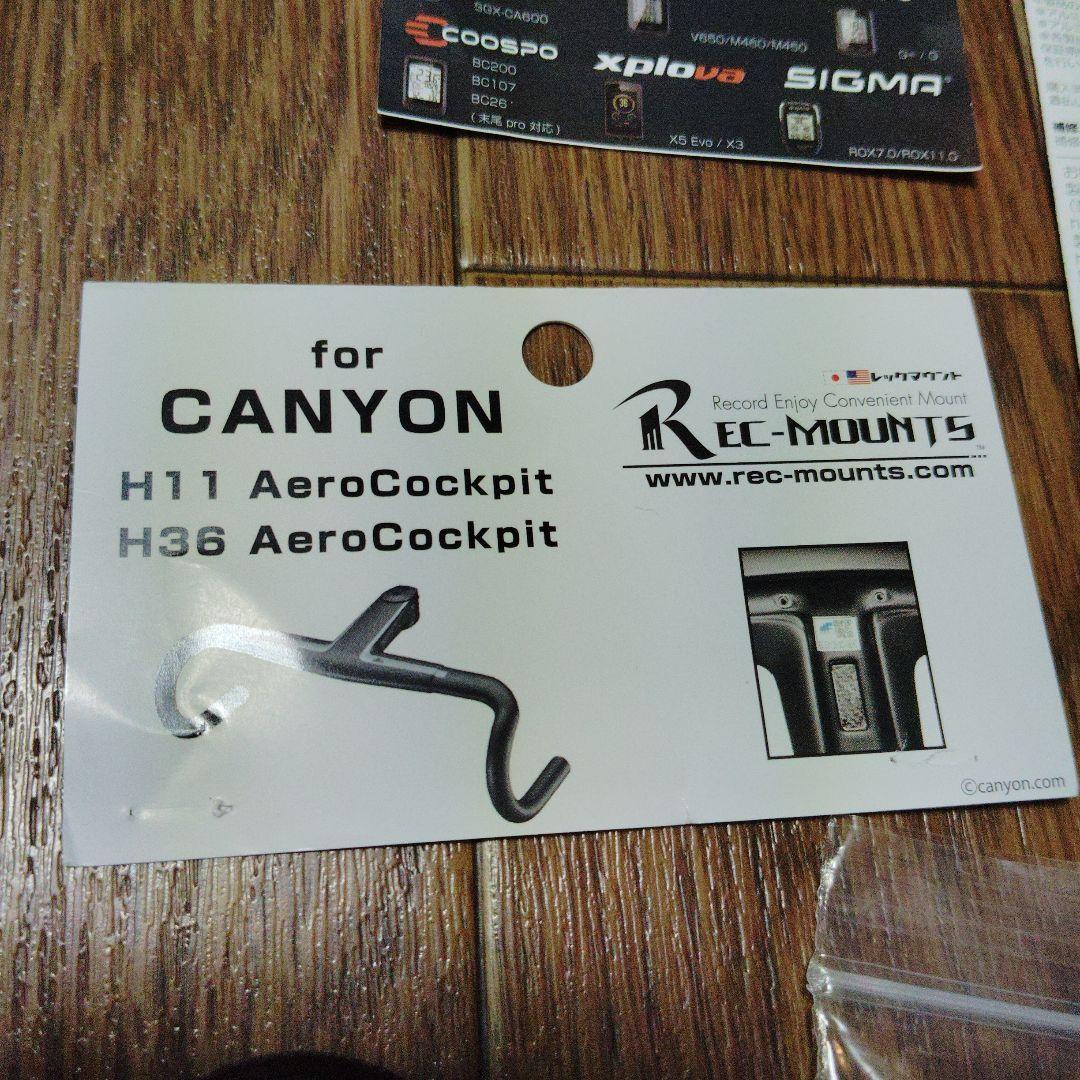 SGX-CA600
COOSPO
BC200
BC107
BC26
(末尾 pro 対応)
V650/M460/M450
xplova
X5 Evo / X3
SIGMA
ROX7.0/ROX11.0
for
CANYON
H11 AeroCockpit
H36 AeroCockpit
レックマウント
Record Enjoy Convenient Mount
REC-MOUNTS
www.rec-mounts.com
©canyon.com